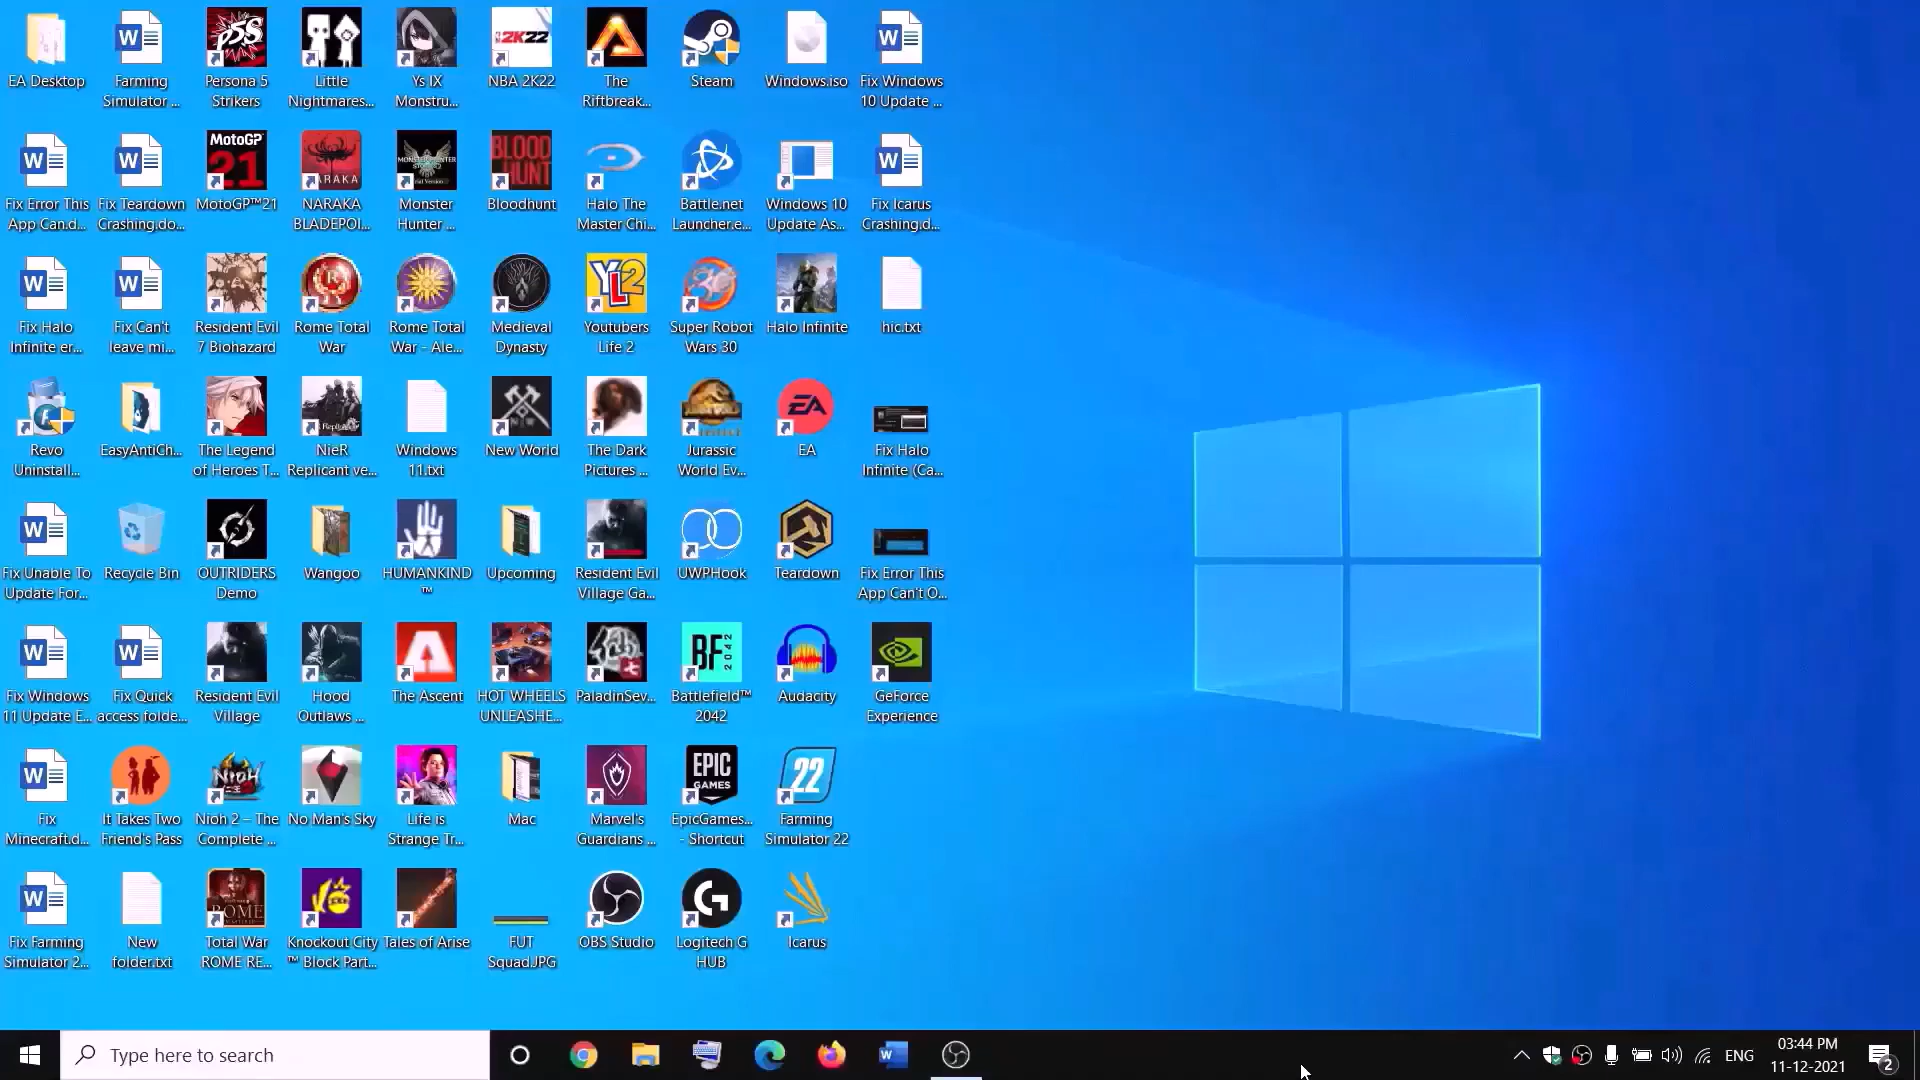 EA Desktop
Farming
Simulator ...
Persona 5
Strikers
Little
Nightmares...
Ys IX
Monstru...
NBA 2K22
The
Riftbreak...
Steam
Windows.iso
Fix Windows
10 Update ...
Fix Error This
App Can.d...
Fix Teardown
Crashing.do...
MotoGP™21
NARAKA
BLADEPOI...
Monster
Hunter ...
Bloodhunt
Halo The
Master Chi...
Battle.net
Launcher.e...
Windows 10
Update As...
Fix Icarus
Crashing.d...
Fix Halo
Infinite er...
Fix Can't
leave mi...
Resident Evil
7 Biohazard
Rome Total
War
Rome Total
War - Ale...
Medieval
Dynasty
Youtubers
Life 2
Super Robot
Wars 30
Halo Infinite
hic.txt
Revo
Uninstall...
EasyAntiCh...
The Legend
of Heroes T...
NieR
Replicant ve...
Windows
11.txt
New World
The Dark
Pictures ...
Jurassic
World Ev...
EA
Fix Halo
Infinite (Ca...
Fix Unable To
Update For...
Recycle Bin
OUTRIDERS
Demo
Wangoo
HUMANKIND
™
Upcoming
Resident Evil
Village Ga...
UWPHook
Teardown
Fix Error This
App Can't O...
Fix Windows
11 Update E...
Fix Quick
access folde...
Resident Evil
Village
Hood
Outlaws ...
The Ascent
HOT WHEELS
UNLEASHE...
PaladinSev...
Battlefield™
2042
Audacity
GeForce
Experience
Fix
Minecraft.d...
It Takes Two
Friend's Pass
Nioh 2 – The
Complete ...
No Man's Sky
Life is
Strange Tr...
Mac
Marvel's
Guardians ...
EpicGames...
- Shortcut
Farming
Simulator 22
Fix Farming
Simulator 2...
New
folder.txt
Total War
ROME RE...
Knockout City
™ Block Part...
Tales of Arise
FUT
Squad.JPG
OBS Studio
Logitech G
HUB
Icarus
Type here to search
ENG
03:44 PM
11-12-2021
2